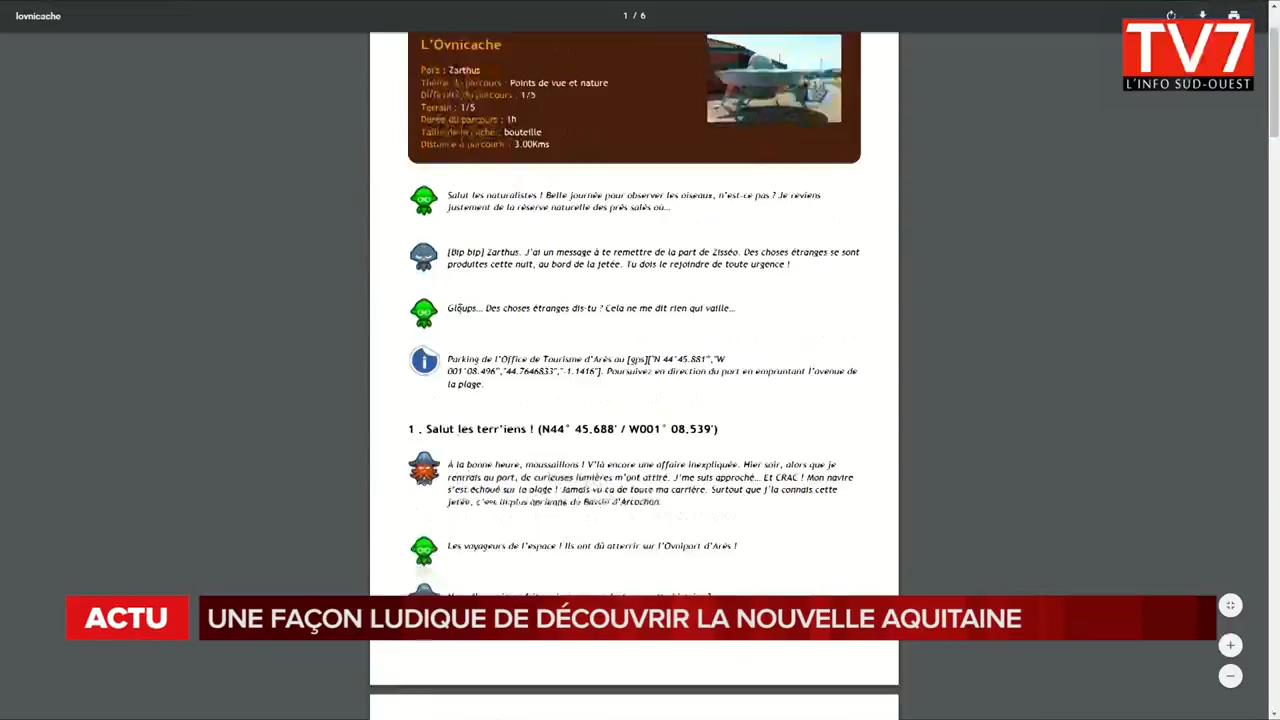 lovnicache
1 / 6
TV7
L'INFO SUD-OUEST
L'Ovnicache
Poi's : Zarthus
Thème du parcours : Points de vue et nature
Difficulté du parcours : 1/5
Terrain : 1/5
Durée du parcours : 1h
Taille de la cache : bouteille
Distance à parcourir : 3.00Kms
Salut les naturalistes ! Belle journée pour observer les oiseaux, n'est-ce pas ? Je reviens
justement de la réserve naturelle des prés salés où...
[Bip bip] Zarthus. J'ai un message à te remettre de la part de Zisséo. Des choses étranges se sont
produites cette nuit, au bord de la jetée. Tu dois le rejoindre de toute urgence !
Gloups... Des choses étranges dis-tu ? Cela ne me dit rien qui vaille...
Parking de l'Office de Tourisme d'Arès au [gps]["N 44°45.881'","W
001°08.496'","44.7646833","-1.1416"]. Poursuivez en direction du port en empruntant l'avenue de
la plage.
1 . Salut les terr'iens ! (N44° 45.688' / W001° 08.539')
À la bonne heure, moussaillons ! V'là encore une affaire inexpliquée. Hier soir, alors que je
rentrais au port, de curieuses lumières m'ont attiré. J'me suis approché... Et CRAC ! Mon navire
s'est échoué sur la plage ! Jamais vu ça de toute ma carrière. Surtout que j'la connais cette
jetée, c'est la plus ancienne du Bassin d'Arcachon.
Les voyageurs de l'espace ! Ils ont dû atterrir sur l'Ovniport d'Arès !
ACTU
UNE FAÇON LUDIQUE DE DÉCOUVRIR LA NOUVELLE AQUITAINE